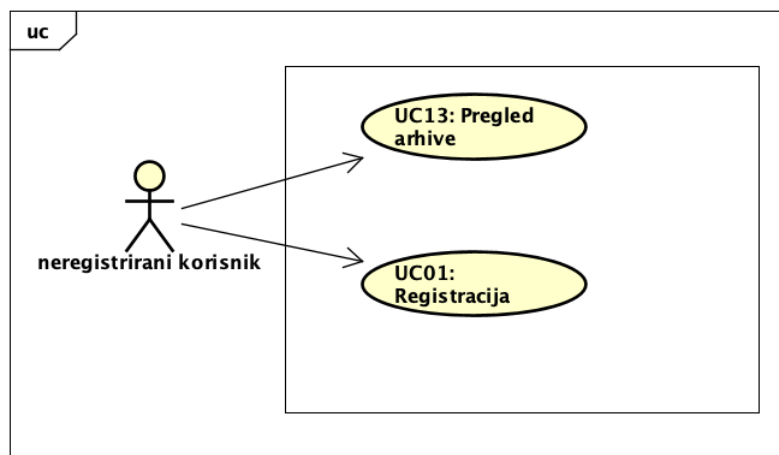 uc
UC13: Pregled
arhive
neregistrirani korisnik
UC01:
Registracija